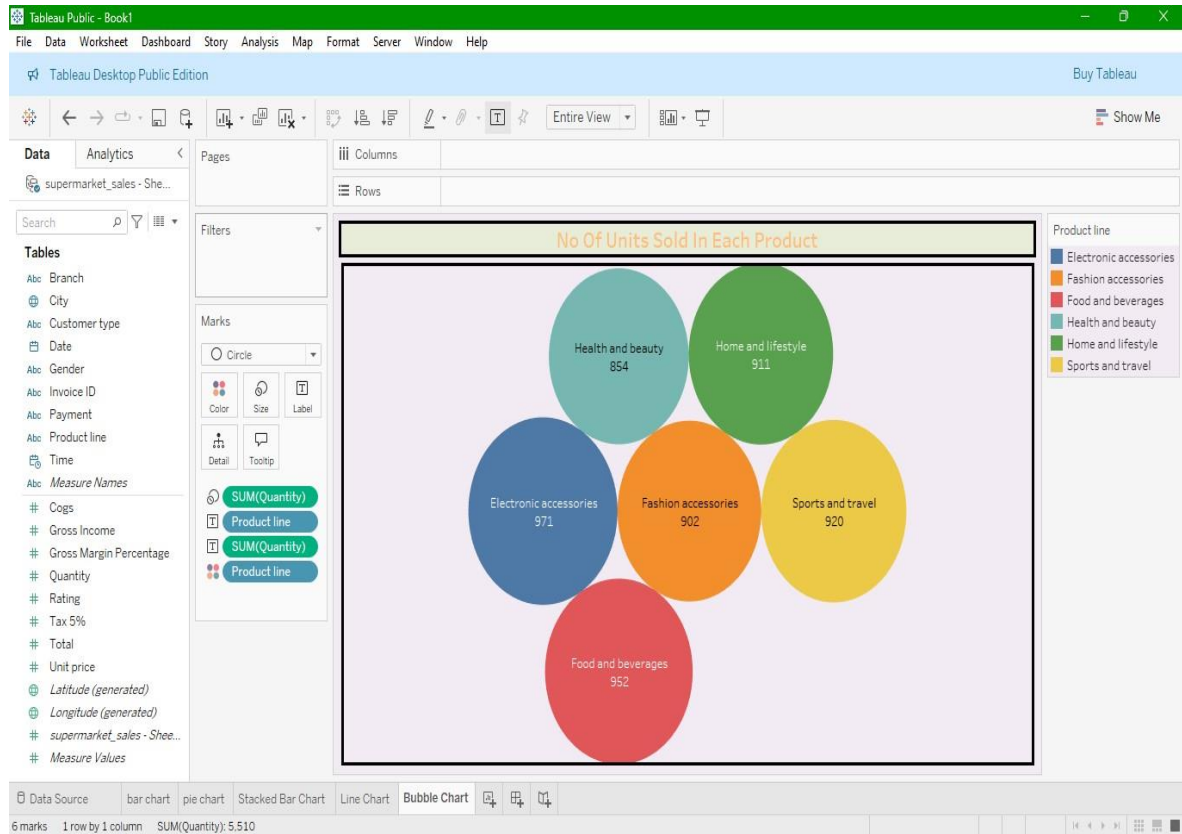 Tableau Public - Book1
File Data Worksheet Dashboard Story Analysis Map Format Server Window Help
Tableau Desktop Public Edition
Buy Tableau
Entire View
Show Me
Data Analytics
supermarket_sales - She...
Search
Tables
Abc Branch
City
Abc Customer type
Date
Abc Gender
Abc Invoice ID
Abc Payment
Abc Product line
Time
Abc Measure Names
# Cogs
# Gross Income
# Gross Margin Percentage
# Quantity
# Rating
# Tax 5%
# Total
# Unit price
Latitude (generated)
Longitude (generated)
# supermarket_sales - Shee...
# Measure Values
Pages
Filters
Marks
Circle
Color Size Label
Detail Tooltip
SUM(Quantity)
Product line
SUM(Quantity)
Product line
Columns
Rows
No Of Units Sold In Each Product
Health and beauty
854
Home and lifestyle
911
Electronic accessories
971
Fashion accessories
902
Sports and travel
920
Food and beverages
952
Product line
Electronic accessories
Fashion accessories
Food and beverages
Health and beauty
Home and lifestyle
Sports and travel
Data Source bar chart pie chart Stacked Bar Chart Line Chart Bubble Chart
6 marks 1 row by 1 column SUM(Quantity): 5,510